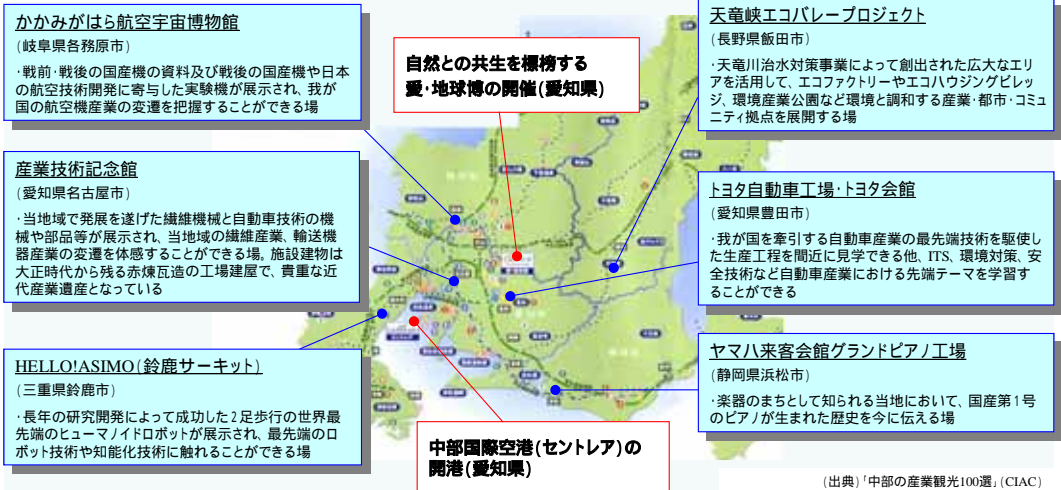 かかみがはら航空宇宙博物館
(岐阜県各務原市)
・戦前・戦後の国産機の資料及び戦後の国産機や日本
の航空技術開発に寄与した実験機が展示され、我が
国の航空機産業の変遷を把握することができる場
産業技術記念館
(愛知県名古屋市)
・当地域で発展を遂げた繊維機械と自動車技術の機
械や部品等が展示され、当地域の繊維産業、輸送機
器産業の変遷を体感することができる場。施設建物は
大正時代から残る赤煉瓦造の工場建屋で、貴重な近
代産業遺産となっている
HELLO!ASIMO(鈴鹿サーキット)
(三重県鈴鹿市)
・長年の研究開発によって成功した2足歩行の世界最
先端のヒューマノイドロボットが展示され、最先端のロ
ボット技術や知能化技術に触れることができる場
自然との共生を標榜する
愛・地球博の開催(愛知県)
中部国際空港(セントレア)の
開港(愛知県)
天竜峡エコバレープロジェクト
(長野県飯田市)
・天竜川治水対策事業によって創出された広大なエリ
アを活用して、エコファクトリーやエコハウジングビレッ
ジ、環境産業公園など環境と調和する産業・都市・コミュ
ニティ拠点を展開する場
トヨタ自動車工場・トヨタ会館
(愛知県豊田市)
・我が国を牽引する自動車産業の最先端技術を駆使し
た生産工程を間近に見学できる他、ITS、環境対策、安
全技術など自動車産業における先端テーマを学習す
ることができる
ヤマハ来客会館グランドピアノ工場
(静岡県浜松市)
・楽器のまちとして知られる当地において、国産第1号
のピアノが生まれた歴史を今に伝える場
(出典)「中部の産業観光100選」(CIAC)